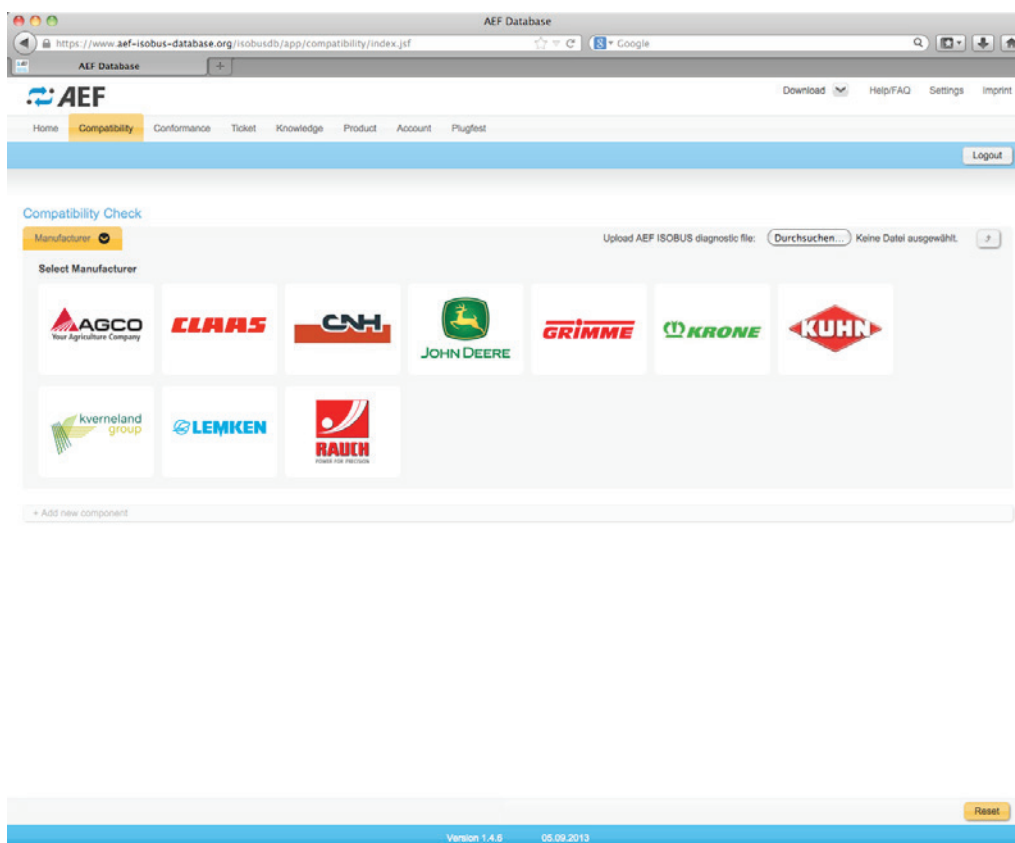 AEF Database
https://www.aef-isobus-database.org/isobusdb/app/compatibility/index.jsf
Google
AEF Database
AEF
Download Help/FAQ Settings Imprint
Home Compatibility Conformance Ticket Knowledge Product Account Plugfest
Logout
Compatibility Check
Manufacturer
Upload AEF ISOBUS diagnostic file: Durchsuchen... Keine Datei ausgewählt.
Select Manufacturer
AGCO
Your Agriculture Company
CLAAS
CNH
JOHN DEERE
GRIMME
KRONE
KUHN
kverneland
group
LEMKEN
RAUCH
POWER FOR PRECISION
+ Add new component
Reset
Version 1.4.6 05.09.2013